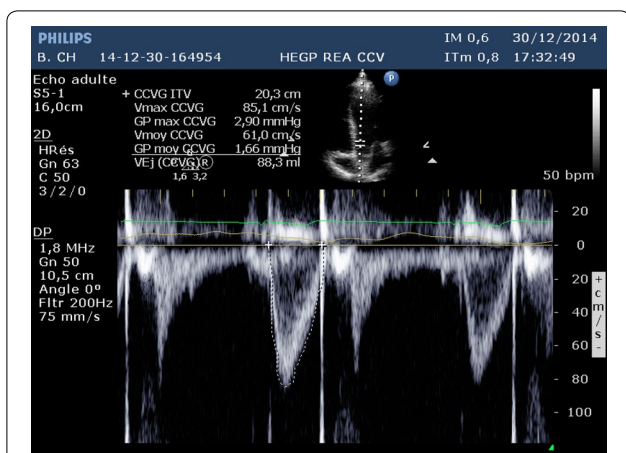 PHILIPS IM 0,6 30/12/2014
B. CH 14-12-30-164954 HEGP REA CCV ITm 0,8 17:32:49
P
Echo adulte
S5-1
16,0cm
2D
HRés
Gn 63
C 50
3/2/0
+ CCVG ITV 20,3 cm
Vmax CCVG 85,1 cm/s
GP max CCVG 2,90 mmHg
Vmoy CCVG 61,0 cm/s
GP moy CCVG 1,66 mmHg
VEj (CCVG) 88,3 ml
R
1,6 3,2
50 bpm
DP
1,8 MHz
Gn 50
10,5 cm
Angle 0°
Fltr 200Hz
75 mm/s
20
0
20
40
60
80
100
+
c
m
/
s
-